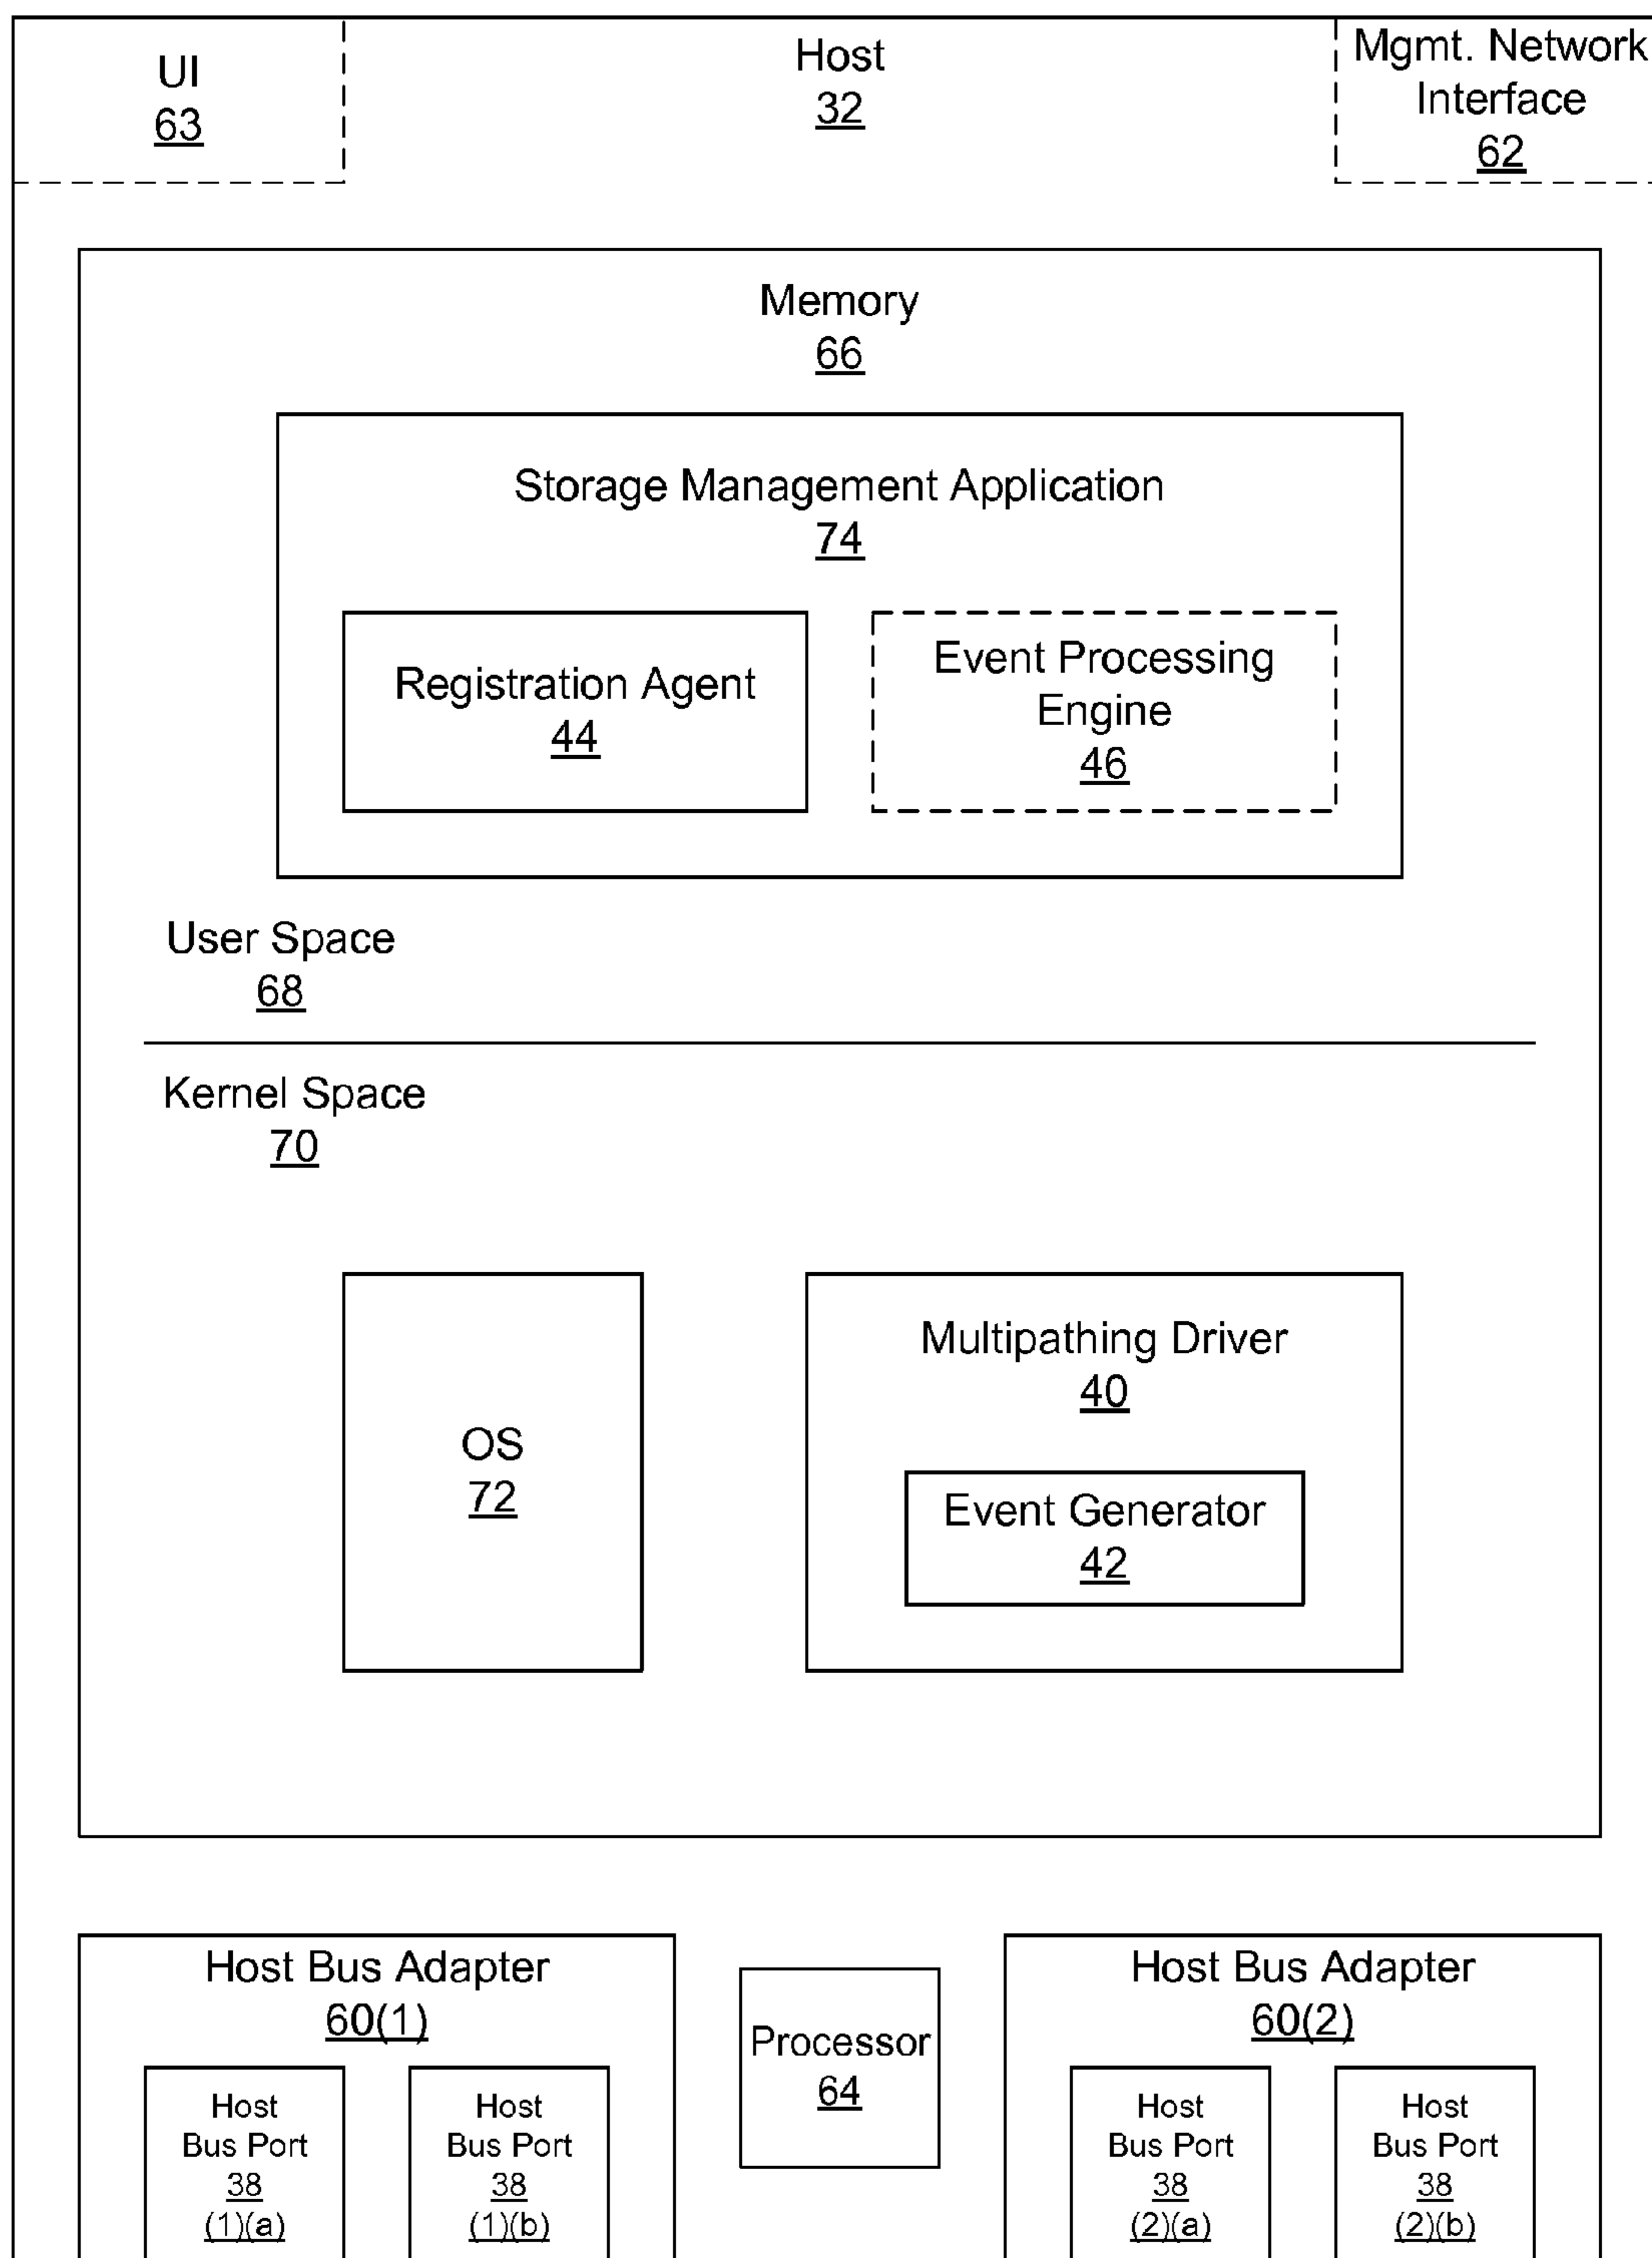 UI
63
Host
32
Mgmt. Network
Interface
62
Memory
66
Storage Management Application
74
Registration Agent
44
Event Processing
Engine
46
User Space
68
Kernel Space
70
OS
72
Multipathing Driver
40
Event Generator
42
Host Bus Adapter
60(1)
Host
Bus Port
38
(1)(a)
Host
Bus Port
38
(1)(b)
Processor
64
Host Bus Adapter
60(2)
Host
Bus Port
38
(2)(a)
Host
Bus Port
38
(2)(b)